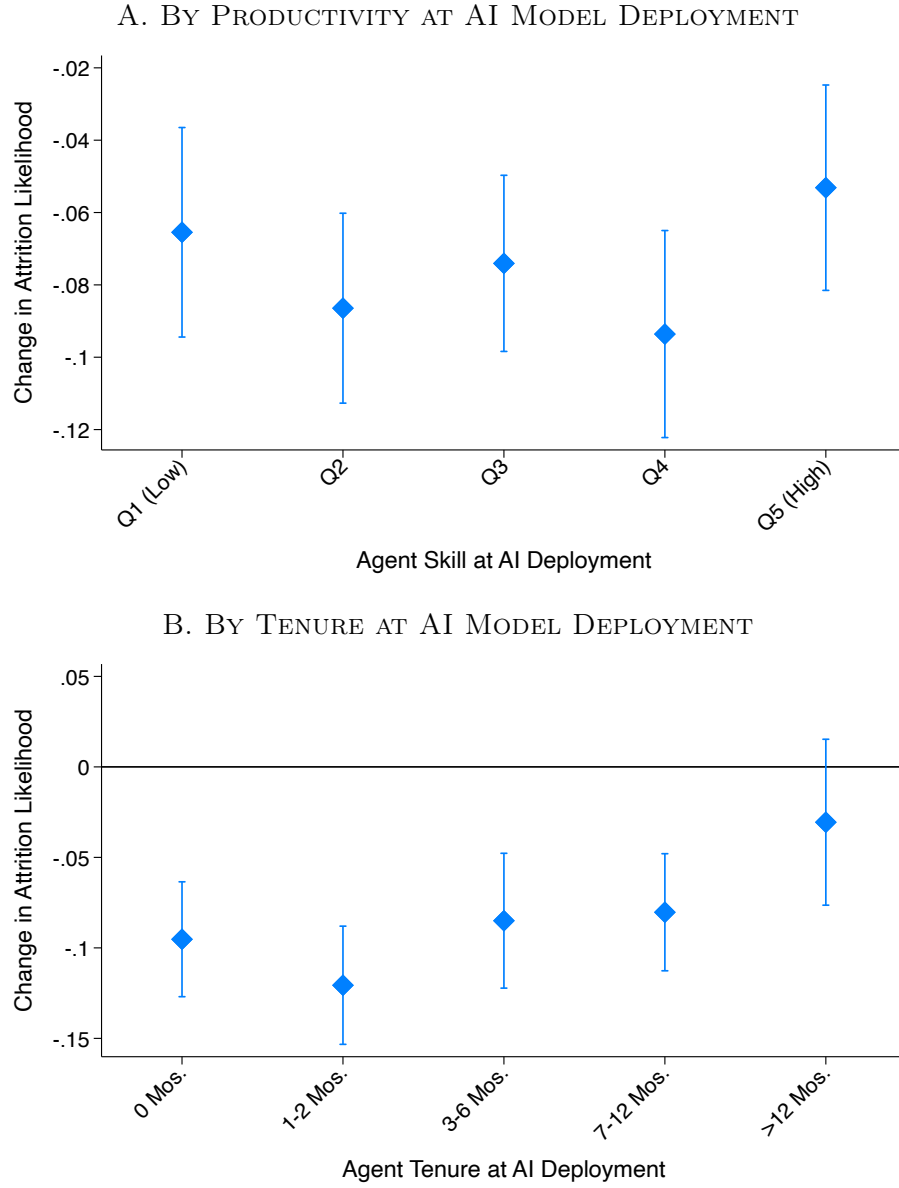 A. By Productivity at AI Model Deployment
Change in Attrition Likelihood
-.02
-.04
-.06
-.08
-.1
-.12
Q1 (Low)
Q2
Q3
Q4
Q5 (High)
Agent Skill at AI Deployment
B. By Tenure at AI Model Deployment
Change in Attrition Likelihood
.05
0
-.05
-.1
-.15
0 Mos.
1-2 Mos.
3-6 Mos.
7-12 Mos.
>12 Mos.
Agent Tenure at AI Deployment